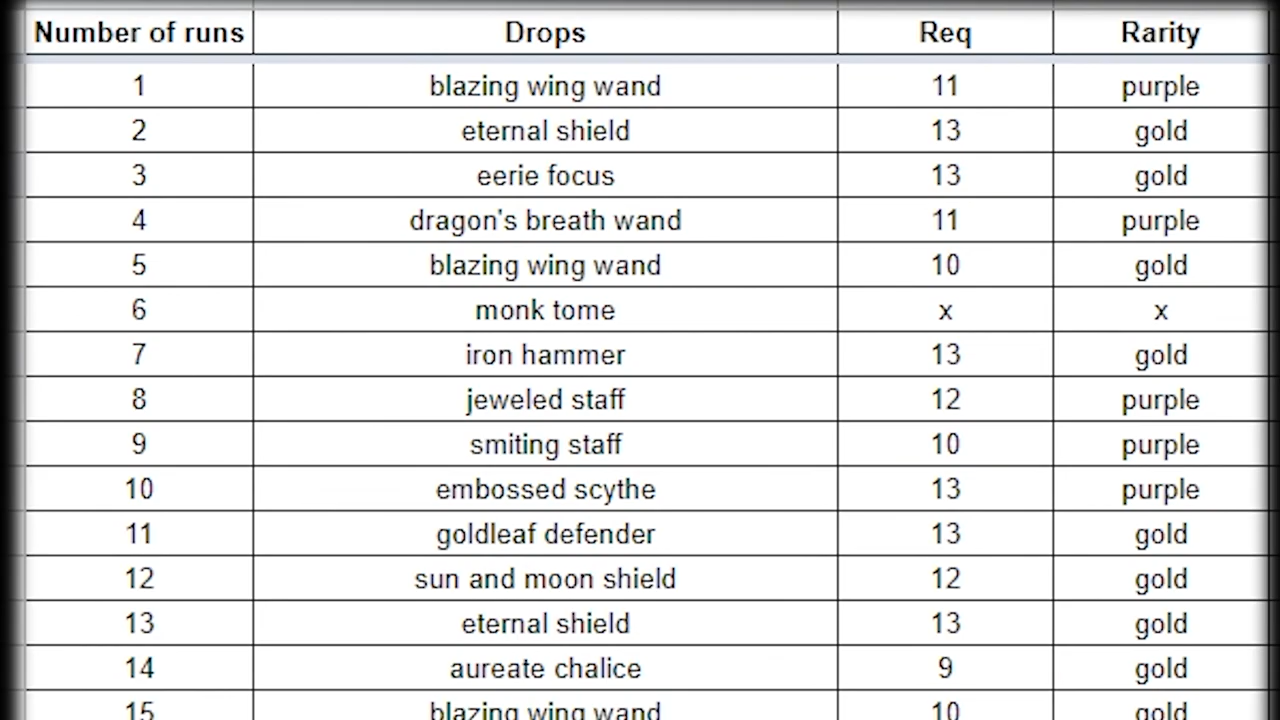 Number of runs Drops Req Rarity
1 blazing wing wand 11 purple
2 eternal shield 13 gold
3 eerie focus 13 gold
4 dragon's breath wand 11 purple
5 blazing wing wand 10 gold
6 monk tome x x
7 iron hammer 13 gold
8 jeweled staff 12 purple
9 smiting staff 10 purple
10 embossed scythe 13 purple
11 goldleaf defender 13 gold
12 sun and moon shield 12 gold
13 eternal shield 13 gold
14 aureate chalice 9 gold
15 blazing wing wand 10 gold